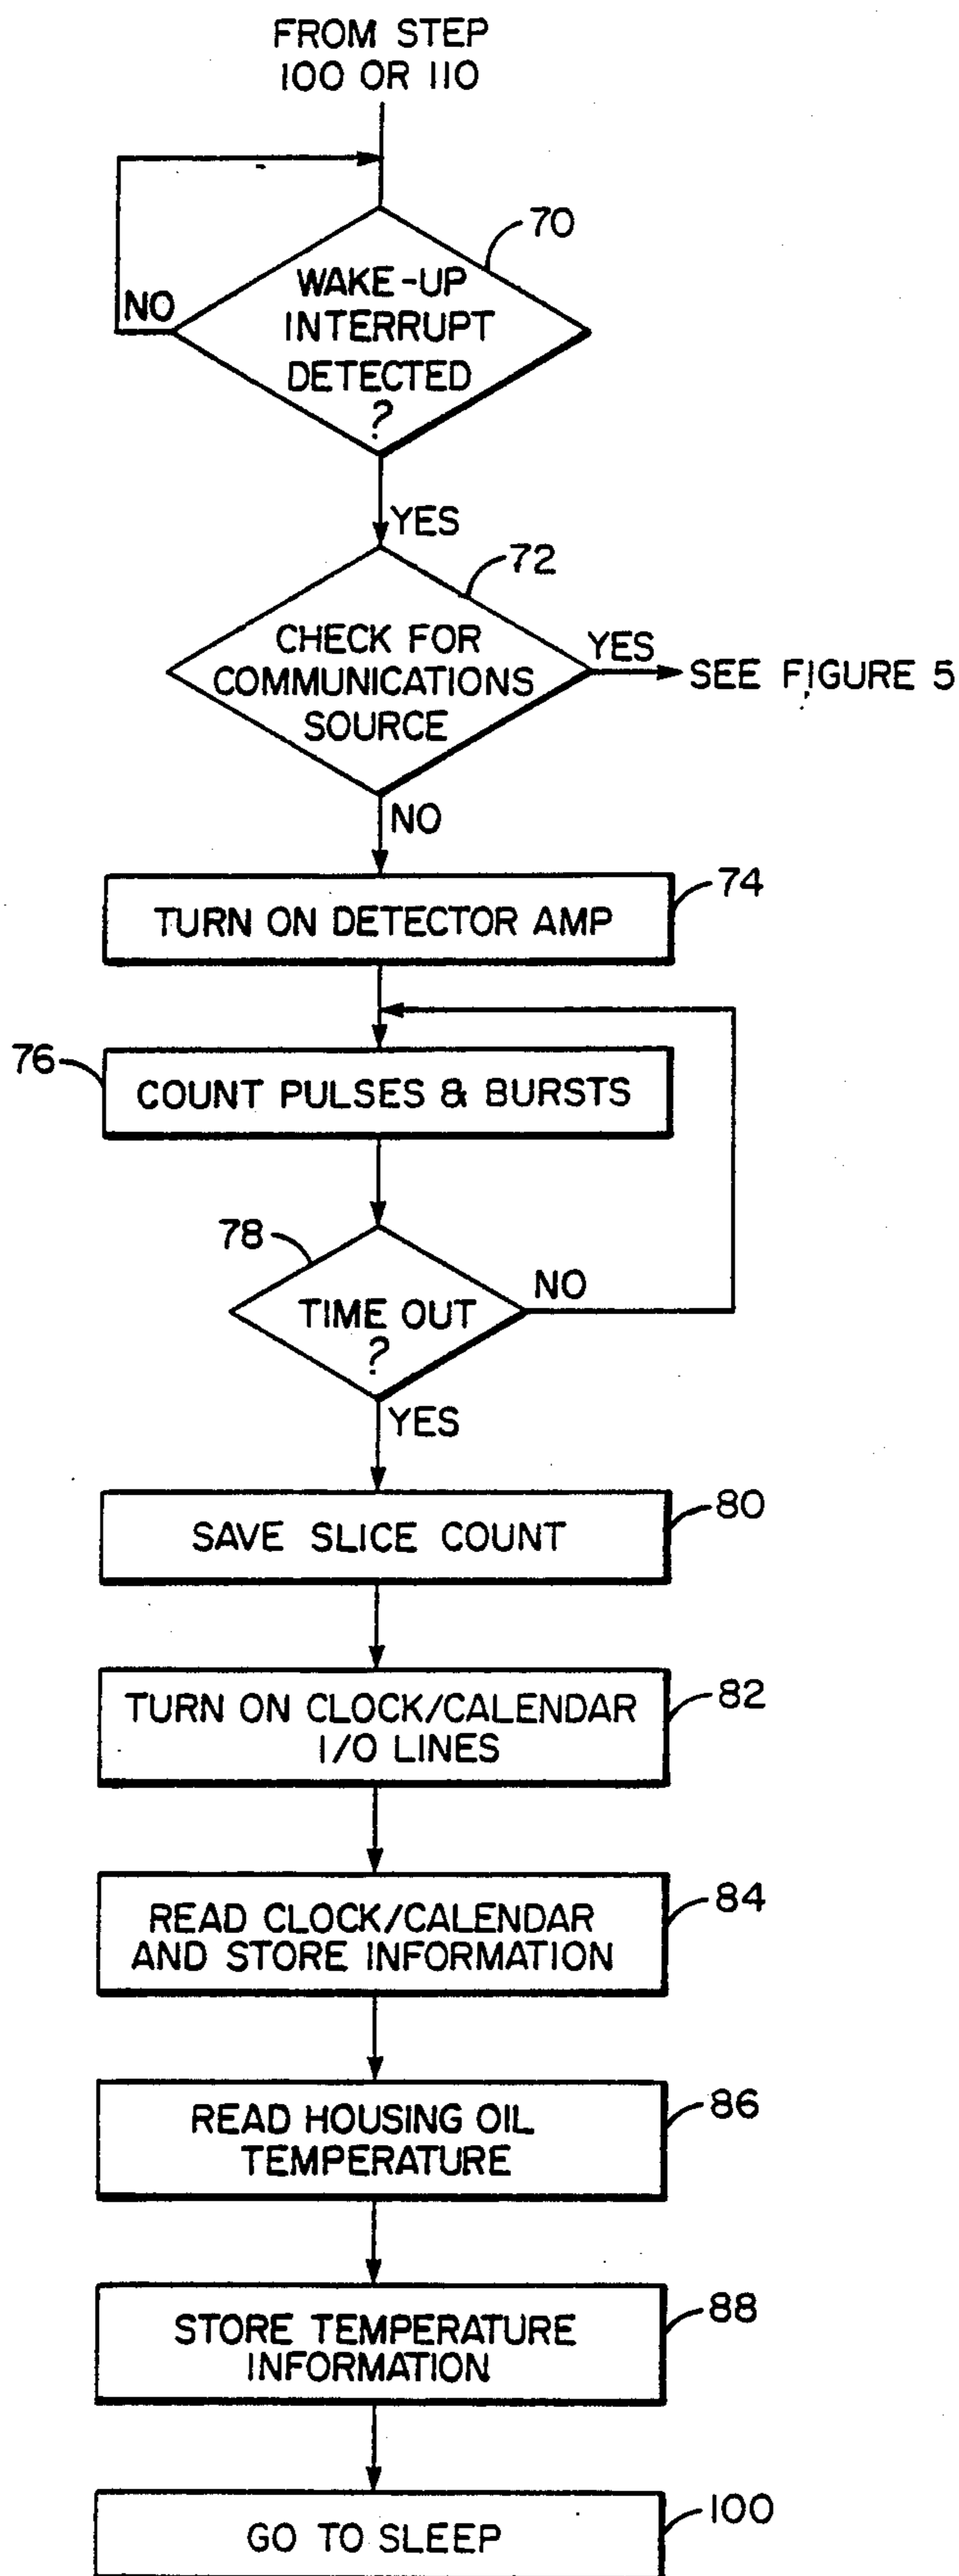 FROM STEP
100 OR 110
70
WAKE-UP
INTERRUPT
DETECTED
?
NO
YES
72
CHECK FOR
COMMUNICATIONS
SOURCE
YES
SEE FIGURE 5
NO
74
TURN ON DETECTOR AMP
76
COUNT PULSES & BURSTS
78
TIME OUT
?
NO
YES
80
SAVE SLICE COUNT
82
TURN ON CLOCK/CALENDAR
I/O LINES
84
READ CLOCK/CALENDAR
AND STORE INFORMATION
86
READ HOUSING OIL
TEMPERATURE
88
STORE TEMPERATURE
INFORMATION
100
GO TO SLEEP